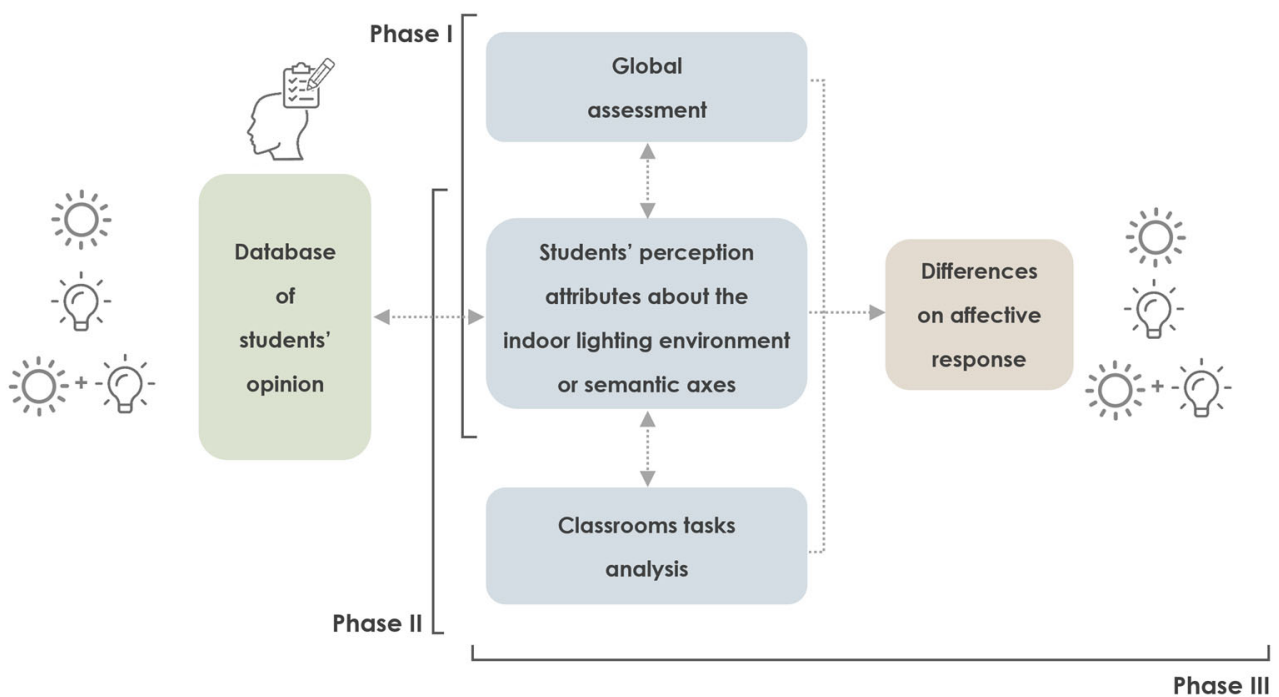 Phase I
Global
assessment
Database
of
students’
opinion
Students’ perception
attributes about the
indoor lighting environment
or semantic axes
Differences
on affective
response
+
+
Classrooms tasks
analysis
Phase II
Phase III